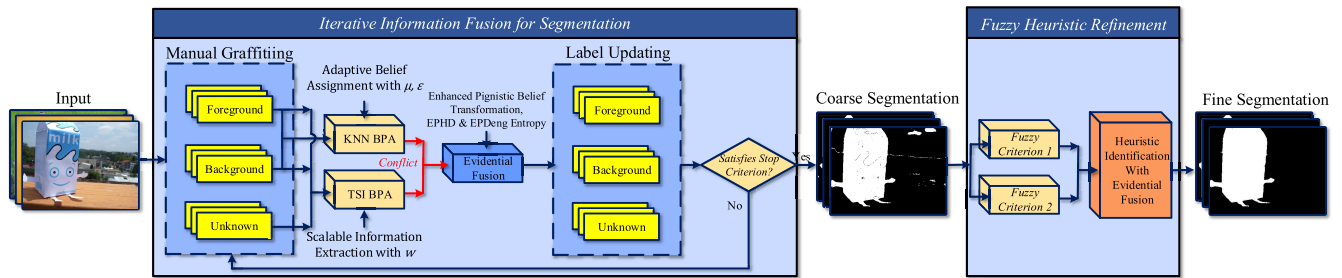 Iterative Information Fusion for Segmentation
Fuzzy Heuristic Refinement
Input
milk
Manual Graffitiing
Foreground
Background
Unknown
Adaptive Belief
Assignment with μ, ε
KNN BPA
Conflict
TSI BPA
Scalable Information
Extraction with w
Enhanced Pignistic Belief
Transformation,
EPHD & EPDeng Entropy
Evidential
Fusion
Label Updating
Foreground
Background
Unknown
Satisfies Stop
Criterion?
Yes
No
Coarse Segmentation
Fuzzy
Criterion 1
Fuzzy
Criterion 2
Heuristic
Identification
With
Evidential
Fusion
Fine Segmentation